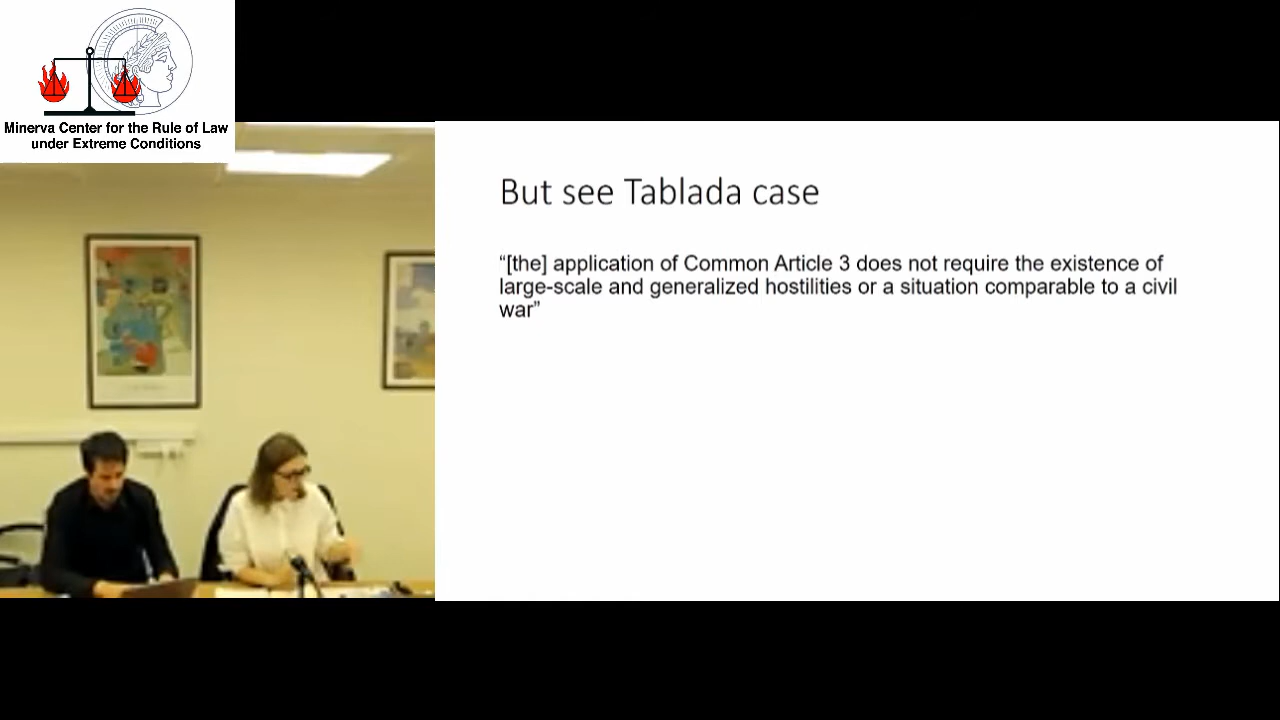 Minerva Center for the Rule of Law
under Extreme Conditions
But see Tablada case
“[the] application of Common Article 3 does not require the existence of
large-scale and generalized hostilities or a situation comparable to a civil
war”